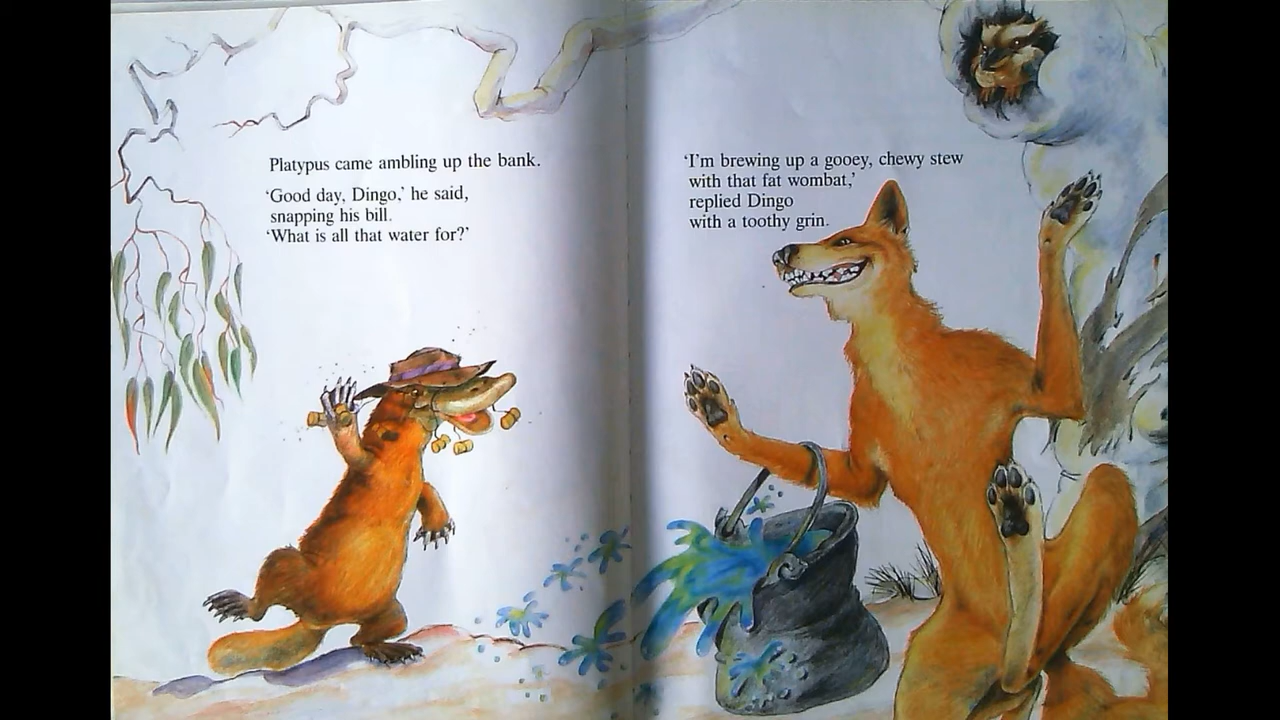 Platypus came ambling up the bank.
‘Good day, Dingo,’ he said,
snapping his bill.
‘What is all that water for?’
‘I'm brewing up a gooey, chewy stew
with that fat wombat,’
replied Dingo
with a toothy grin.